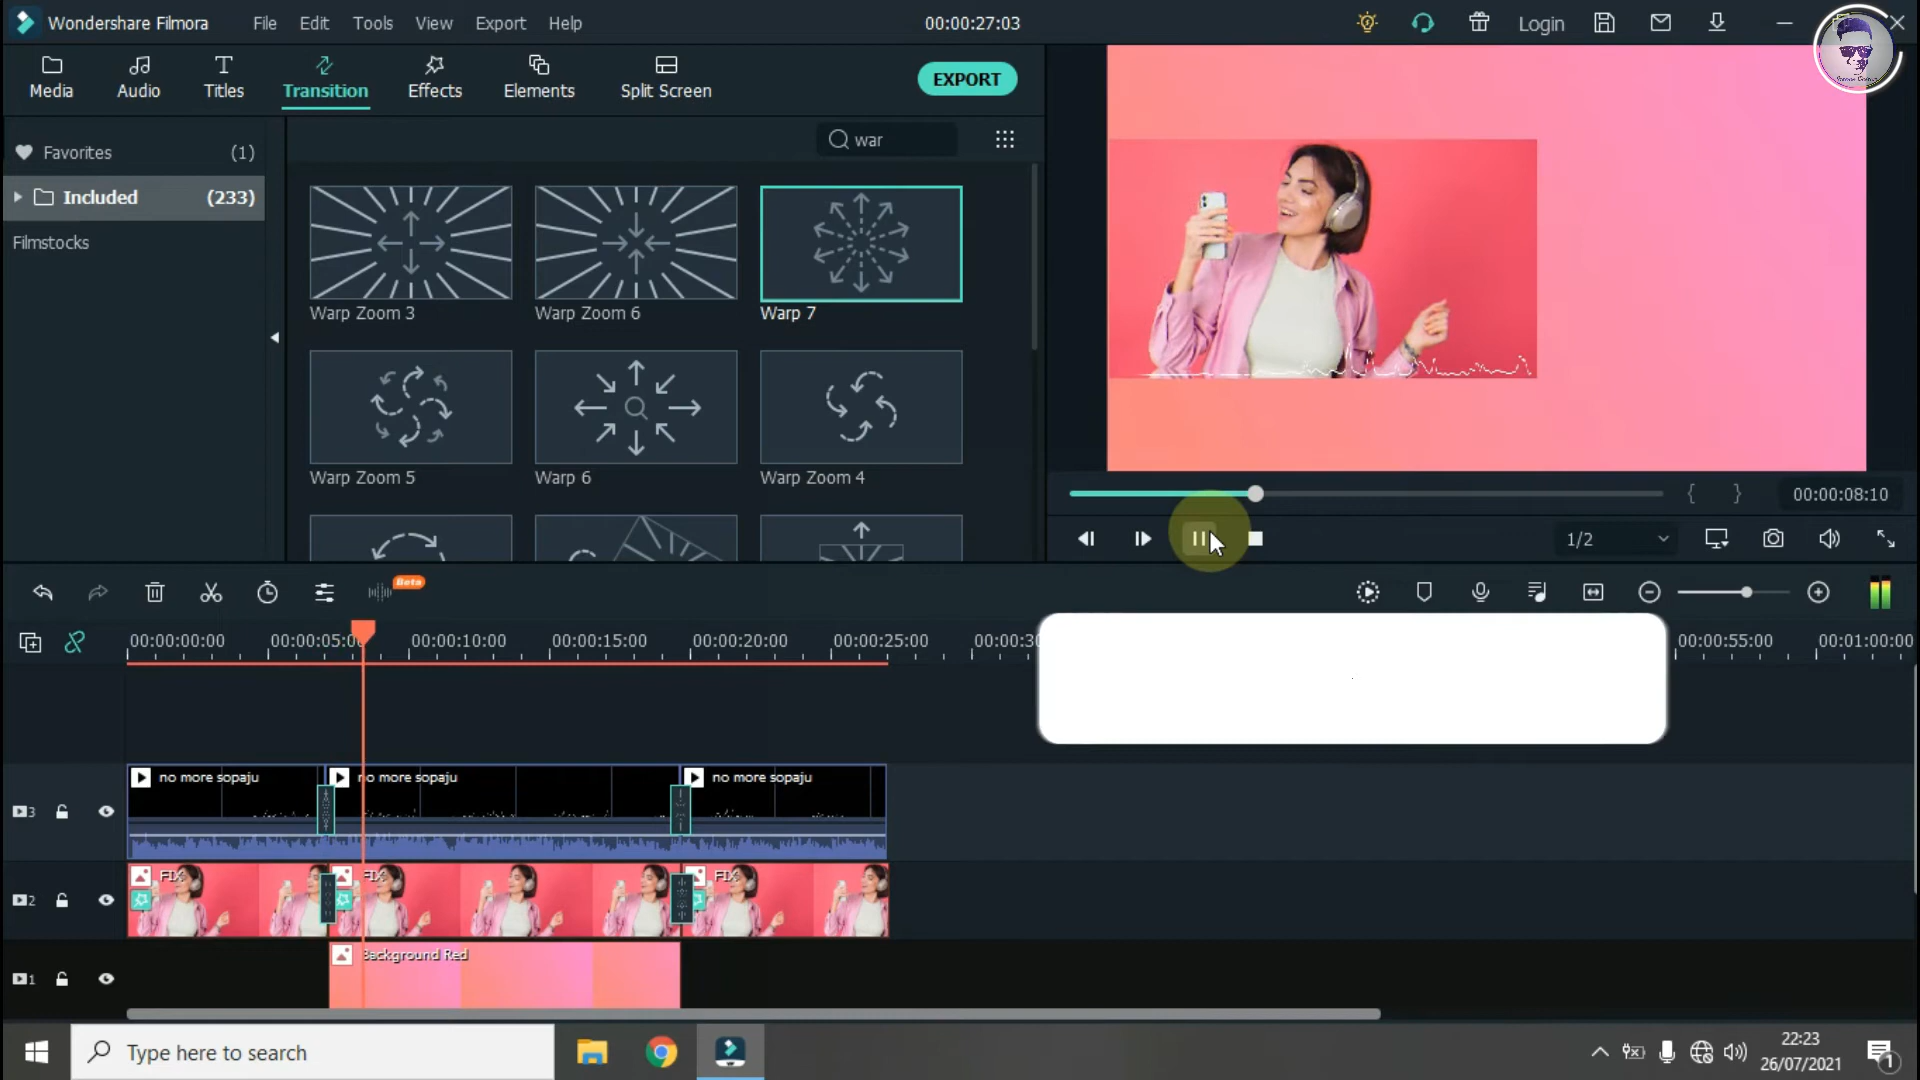 Wondershare Filmora File Edit Tools View Export Help 00:00:27:03 Login
Media Audio Titles Transition Effects Elements Split Screen EXPORT
Favorites (1) war
Included (233)
Filmstocks
Warp Zoom 3 Warp Zoom 6 Warp 7
Warp Zoom 5 Warp 6 Warp Zoom 4
{ } 00:00:08:10
1/2
Beta
00:00:00:00 00:00:05:0 00:00:10:00 00:00:15:00 00:00:20:00 00:00:25:00 00:00:30 00:00:55:00 00:01:00:00
no more sopaju no more sopaju no more sopaju
3
FIX FIX FIX
2
Background Red
1
Type here to search
22:23
26/07/2021
1